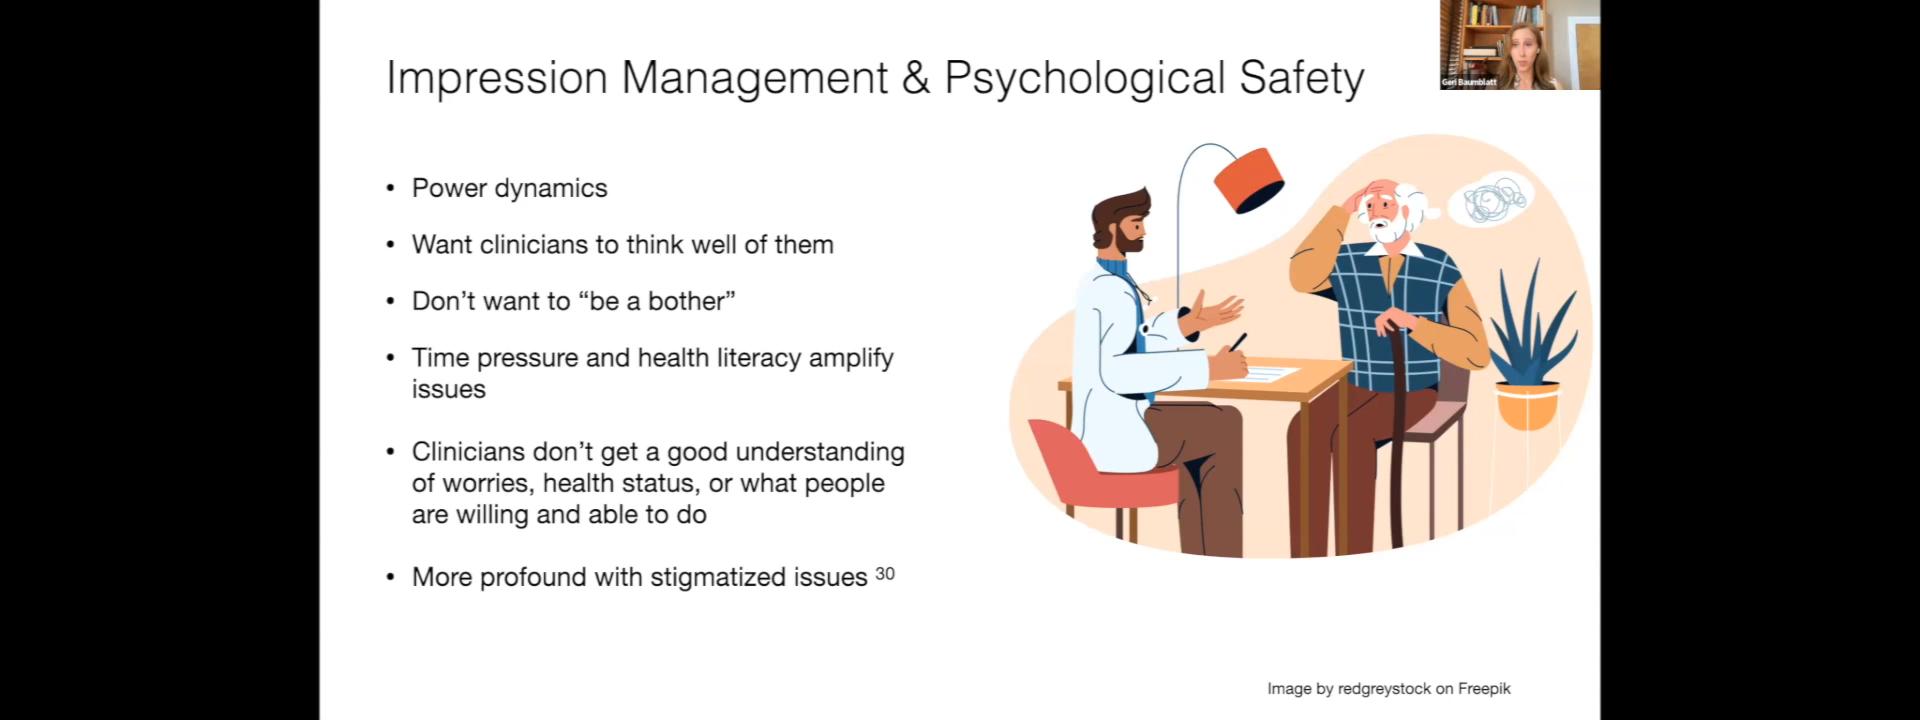 Impression Management & Psychological Safety
Geri Baumblatt
• Power dynamics
• Want clinicians to think well of them
• Don’t want to “be a bother”
• Time pressure and health literacy amplify
issues
• Clinicians don’t get a good understanding
of worries, health status, or what people
are willing and able to do
• More profound with stigmatized issues 30
Image by redgreystock on Freepik